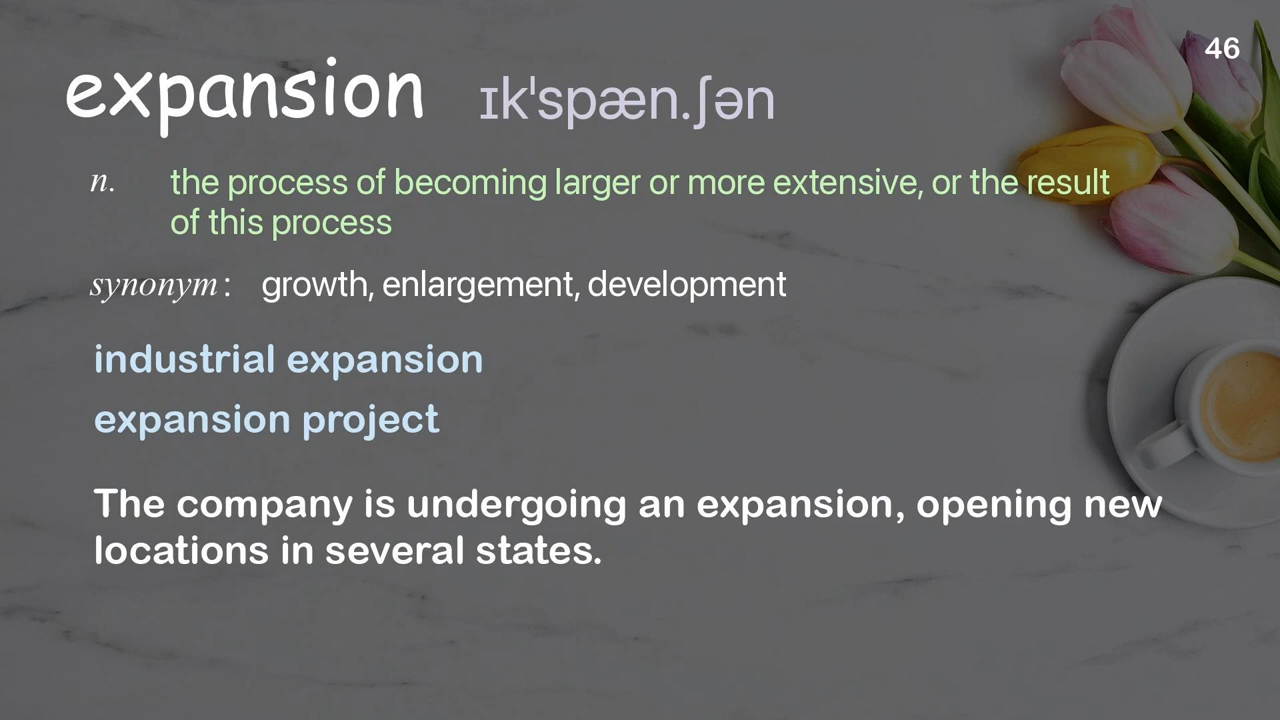 46
expansion ɪkˈspæn.ʃən
n. the process of becoming larger or more extensive, or the result
of this process
synonym: growth, enlargement, development
industrial expansion
expansion project
The company is undergoing an expansion, opening new
locations in several states.